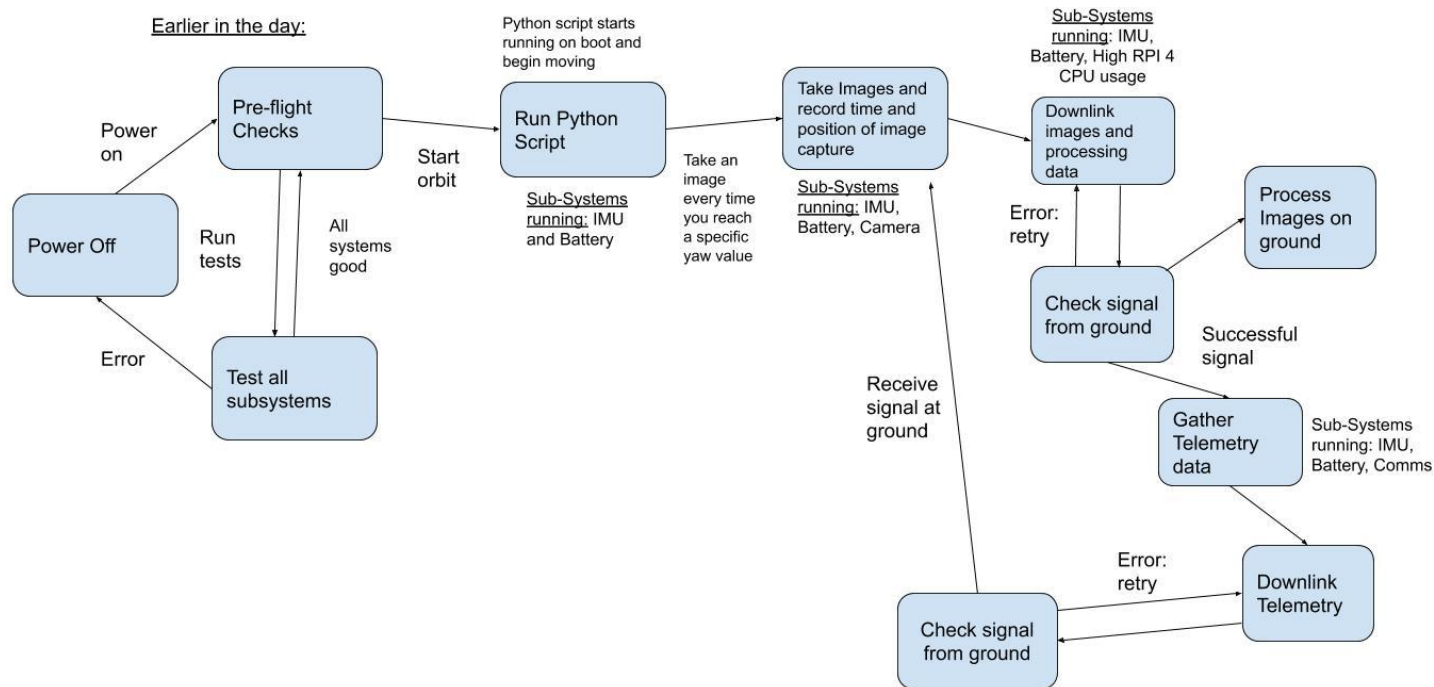 Earlier in the day:
Power Off
Power
on
Pre-flight
Checks
Run
tests
All
systems
good
Test all
subsystems
Error
Start
orbit
Python script starts
running on boot and
begin moving
Run Python
Script
Sub-Systems
running: IMU
and Battery
Take an
image
every time
you reach
a specific
yaw value
Take Images and
record time and
position of image
capture
Sub-Systems
running: IMU,
Battery, Camera
Sub-Systems
running: IMU,
Battery, High RPI 4
CPU usage
Downlink
images and
processing
data
Error:
retry
Check signal
from ground
Process
Images on
ground
Successful
signal
Gather
Telemetry
data
Sub-Systems
running: IMU,
Battery, Comms
Downlink
Telemetry
Error:
retry
Check signal
from ground
Receive
signal at
ground